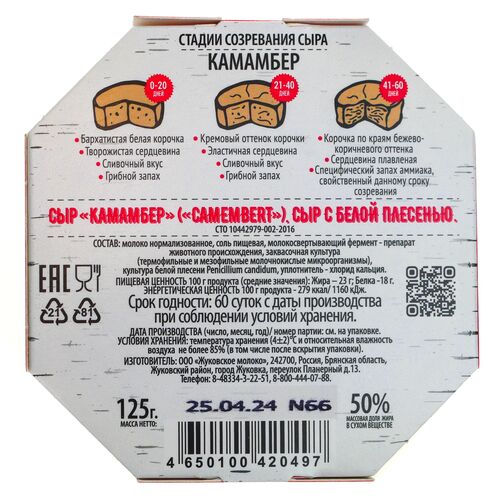 СТАДИИ СОЗРЕВАНИЯ СЫРА
КАМАМБЕР
0-20
ДНЕЙ
21-40
ДНЕЙ
41-60
ДНЕЙ
• Бархатистая белая корочка
• Творожистая сердцевина
• Сливочный вкус
• Грибной запах
• Кремовый оттенок корочки
• Эластичная сердцевина
• Сливочный вкус
• Грибной запах
• Корочка по краям бежево-
коричневого оттенка
• Сердцевина плавленая
• Специфический запах аммиака,
свойственный данному сроку
созревания
СЫР «КАМАМБЕР» («CAMEMBERT»). СЫР С БЕЛОЙ ПЛЕСЕНЬЮ.
СТО 10442979-002-2016
СОСТАВ: молоко нормализованное, соль пищевая, молокосвертывающий фермент - препарат
животного происхождения, заквасочная культура
(термофильные и мезофильные молочнокислые микроорганизмы),
культура белой плесени Penicillium candidum, уплотнитель - хлорид кальция.
ПИЩЕВАЯ ЦЕННОСТЬ 100 г продукта (средние значения): Жира – 23 г; Белка -18 г.
ЭНЕРГЕТИЧЕСКАЯ ЦЕННОСТЬ 100 г продукта - 279 ккал/ 1160 кДж.
Срок годности: 60 суток с даты производства
при соблюдении условий хранения.
ДАТА ПРОИЗВОДСТВА (число, месяц, год)/ номер партии: см. на упаковке.
УСЛОВИЯ ХРАНЕНИЯ: температура хранения (4±2)°С и относительная влажность
воздуха не более 85% (в том числе после вскрытия упаковки).
ИЗГОТОВИТЕЛЬ: ООО «Жуковское молоко», 242700, Россия, Брянская область,
Жуковский район, город Жуковка, переулок Планерный д.13.
Телефон: 8-48334-3-22-51, 8-800-444-07-88.
EAC
21
81
125г.
МАССА НЕТТО:
25.04.24 N66
50%
МАССОВАЯ ДОЛЯ ЖИРА
В СУХОМ ВЕЩЕСТВЕ
4 650100 420497